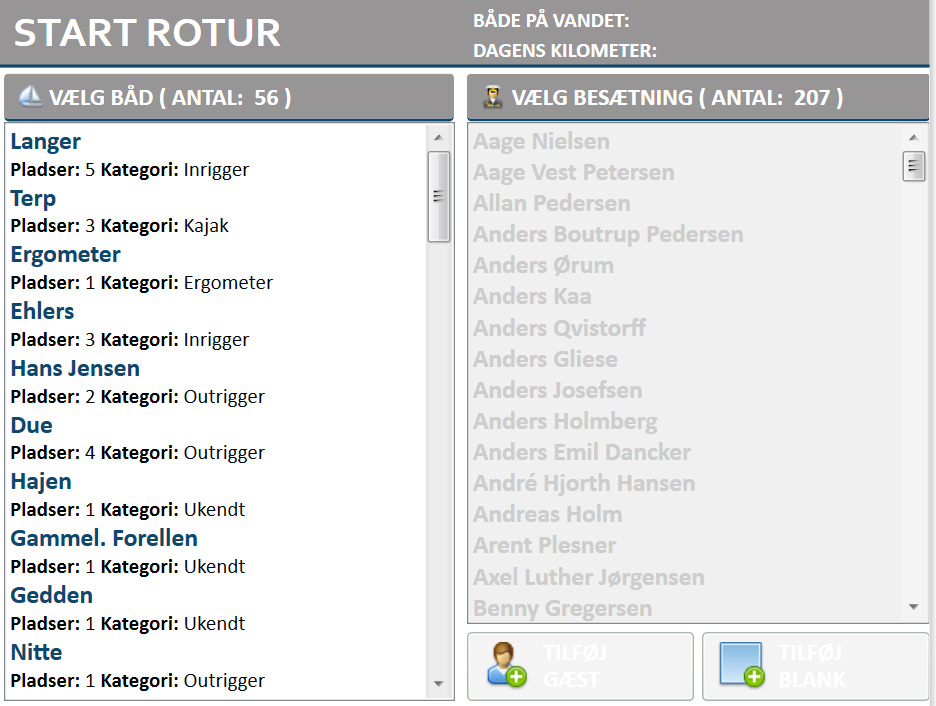 START ROTUR
BÅDE PÅ VANDET:
DAGENS KILOMETER:
VÆLG BÅD ( ANTAL: 56 )
Langer
Pladser: 5 Kategori: Inrigger
Terp
Pladser: 3 Kategori: Kajak
Ergometer
Pladser: 1 Kategori: Ergometer
Ehlers
Pladser: 3 Kategori: Inrigger
Hans Jensen
Pladser: 2 Kategori: Outrigger
Due
Pladser: 4 Kategori: Outrigger
Hajen
Pladser: 1 Kategori: Ukendt
Gammel. Forellen
Pladser: 1 Kategori: Ukendt
Gedden
Pladser: 1 Kategori: Ukendt
Nitte
Pladser: 1 Kategori: Outrigger
VÆLG BESÆTNING ( ANTAL: 207 )
Aage Nielsen
Aage Vest Petersen
Allan Pedersen
Anders Boutrup Pedersen
Anders Ørum
Anders Kaa
Anders Qvistorff
Anders Gliese
Anders Josefsen
Anders Holmberg
Anders Emil Dancker
André Hjorth Hansen
Andreas Holm
Arent Plesner
Axel Luther Jørgensen
Benny Gregersen
TILFØJ
GÆST
TILFØJ
BLANK